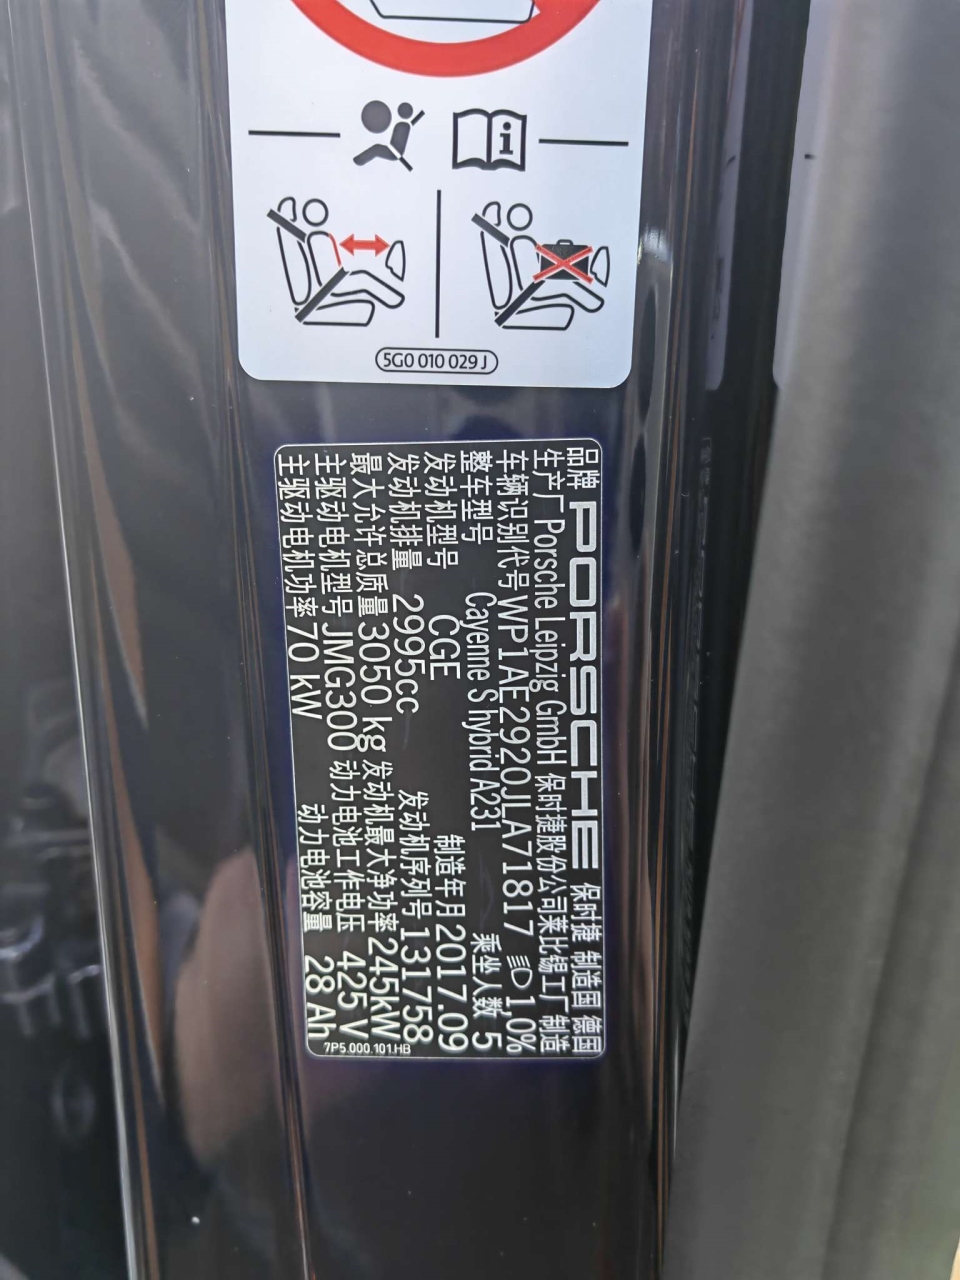 5G0 010 029 J
品牌 PORSCHE 保时捷 制造国 德国
生产厂 Porsche Leipzig GmbH 保时捷股份公司莱比锡工厂 制造
车辆识别代号 WP1AE2920JLA71817 1,0%
整车型号 Cayenne S hybrid A231 乘坐人数 5
发动机型号 CGE 制造年月 2017.09
发动机排量 2995cc 发动机序列号 131758
最大允许总质量 3050 kg 发动机最大净功率 245kW
主驱动电机型号 JMG300 动力电池工作电压 425 V
主驱动电机功率 70 kW 动力电池容量 28 Ah
7P5.000.101.HB